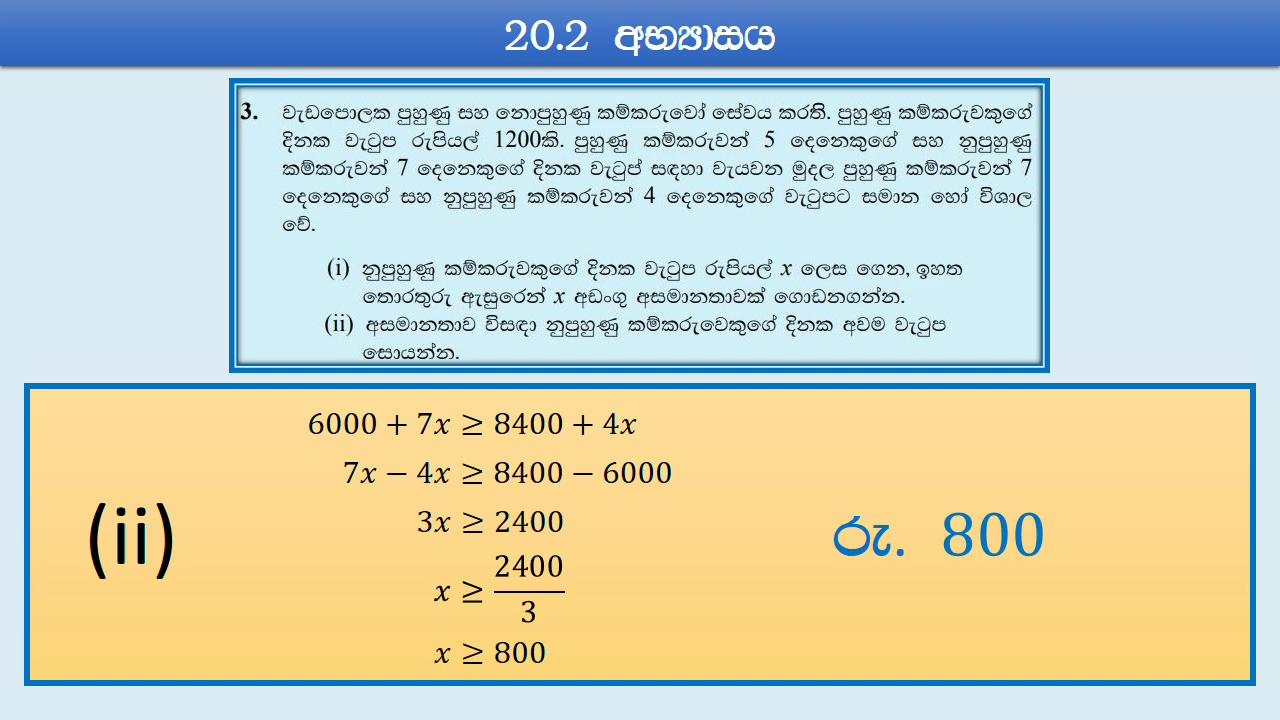 20.2 අභ්‍යාසය
3. වැඩපොලක පුහුණු සහ නොපුහුණු කම්කරුවෝ සේවය කරති. පුහුණු කම්කරුවකුගේ
දිනක වැටුප රුපියල් 1200කි. පුහුණු කම්කරුවන් 5 දෙනෙකුගේ සහ නුපුහුණු
කම්කරුවන් 7 දෙනෙකුගේ දිනක වැටුප් සඳහා වැයවන මුදල පුහුණු කම්කරුවන් 7
දෙනෙකුගේ සහ නුපුහුණු කම්කරුවන් 4 දෙනෙකුගේ වැටුපට සමාන හෝ විශාල
වේ.
(i) නුපුහුණු කම්කරුවකුගේ දිනක වැටුප රුපියල් x ලෙස ගෙන, ඉහත
තොරතුරු ඇසුරෙන් x අඩංගු අසමානතාවක් ගොඩනගන්න.
(ii) අසමානතාව විසඳා නුපුහුණු කම්කරුවෙකුගේ දිනක අවම වැටුප
සොයන්න.
(ii)
6000 + 7x ≥ 8400 + 4x
7x − 4x ≥ 8400 − 6000
3x ≥ 2400
x ≥ 2400/3
x ≥ 800
රු. 800